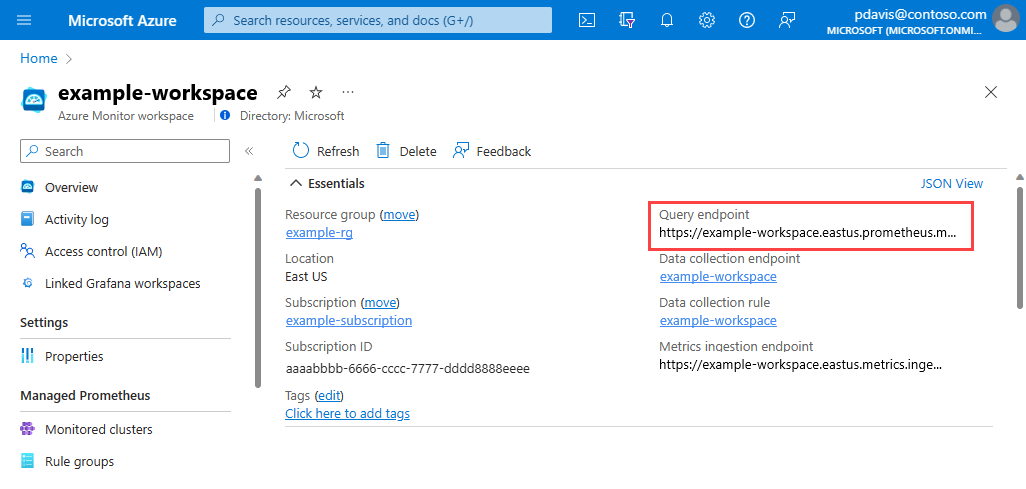 Microsoft Azure
Search resources, services, and docs (G+/)
pdavis@contoso.com
MICROSOFT (MICROSOFT.ONMI...
Home
example-workspace
Azure Monitor workspace
Directory: Microsoft
Search
Refresh
Delete
Feedback
Overview
Activity log
Access control (IAM)
Linked Grafana workspaces
Settings
Properties
Managed Prometheus
Monitored clusters
Rule groups
Essentials
JSON View
Resource group (move)
example-rg
Location
East US
Subscription (move)
example-subscription
Subscription ID
aaaabbbb-6666-cccc-7777-dddd8888eeee
Tags (edit)
Click here to add tags
Query endpoint
https://example-workspace.eastus.prometheus.m...
Data collection endpoint
example-workspace
Data collection rule
example-workspace
Metrics ingestion endpoint
https://example-workspace.eastus.metrics.inge...